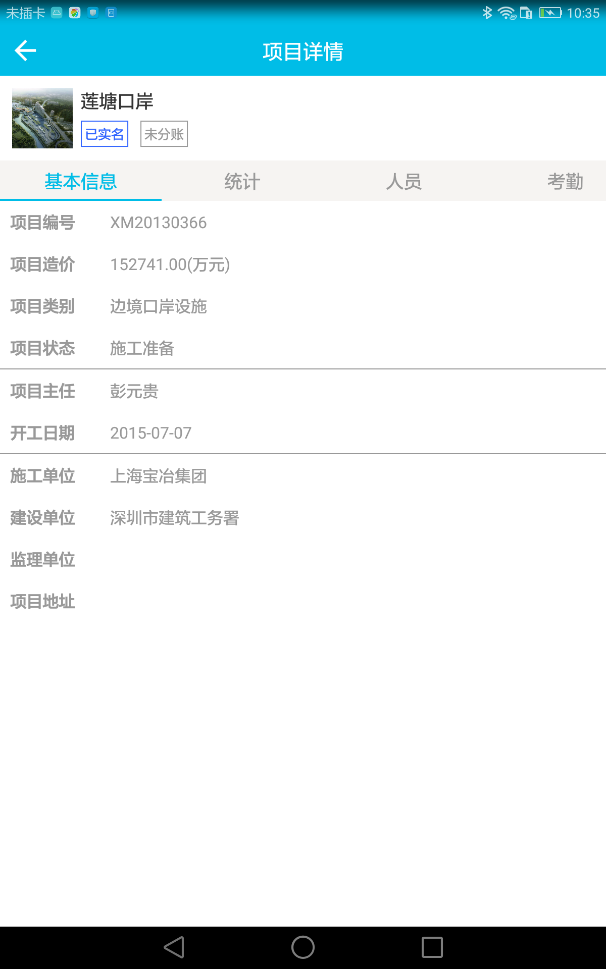 未插卡 10:35
项目详情
莲塘口岸
已实名 未分账
基本信息 统计 人员 考勤
项目编号 XM20130366
项目造价 152741.00(万元)
项目类别 边境口岸设施
项目状态 施工准备
项目主任 彭元贵
开工日期 2015-07-07
施工单位 上海宝冶集团
建设单位 深圳市建筑工务署
监理单位
项目地址